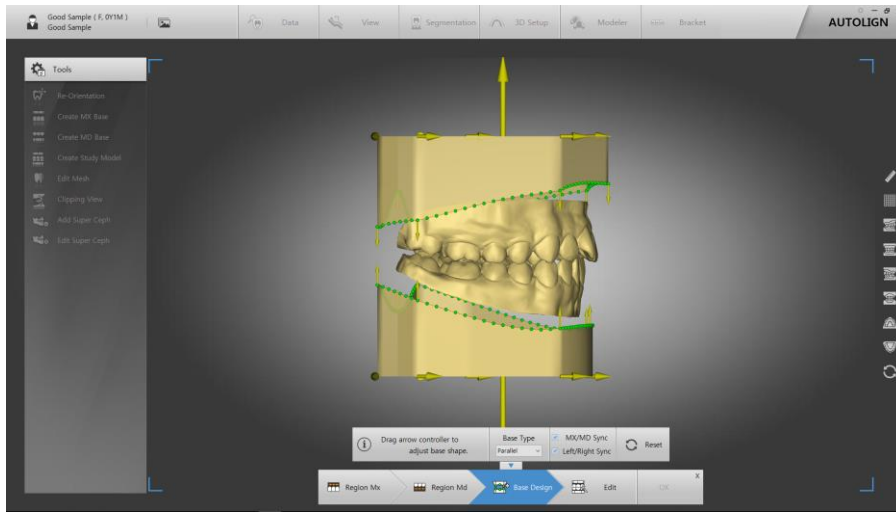 Good Sample ( F, 0Y1M )
Good Sample
Data
View
Segmentation
3D Setup
Modeler
Bracket
AUTOLIGN
Tools
Re-Orientation
Create MX Base
Create MD Base
Create Study Model
Edit Mesh
Clipping View
Add Super Ceph
Edit Super Ceph
Drag arrow controller to
adjust base shape.
Base Type
Parallel
MX/MD Sync
Left/Right Sync
Reset
Region Mx
Region Md
Base Design
Edit
OK
X